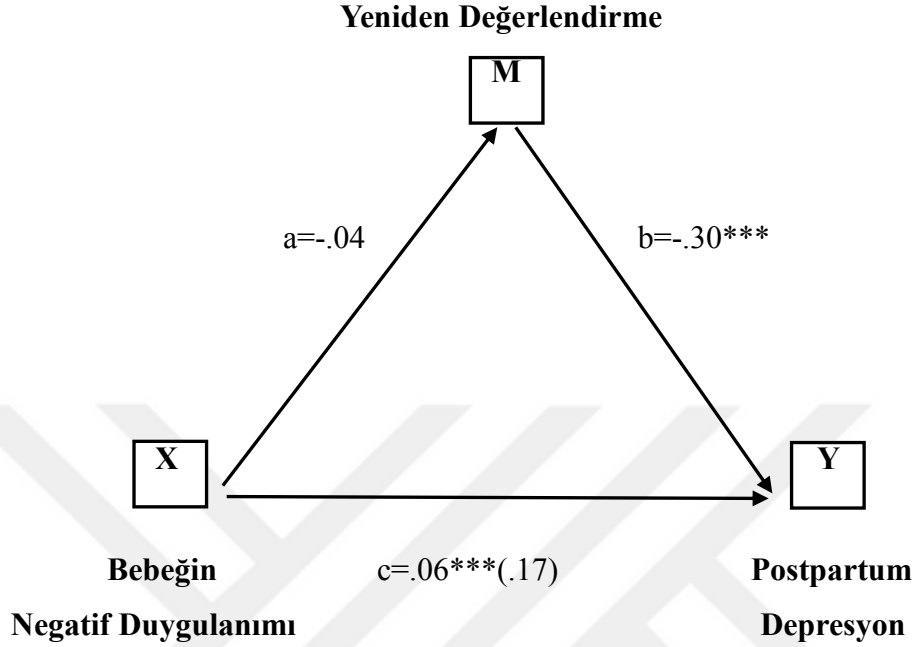 Yeniden Değerlendirme
M
a=-.04
b=-.30***
X
Y
c=.06***(.17)
Bebeğin
Negatif Duygulanımı
Postpartum
Depresyon